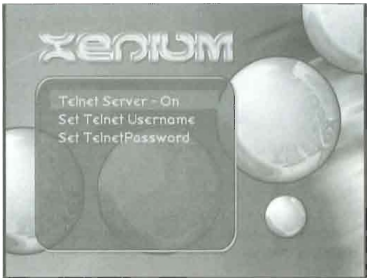 XENIUM
Telnet Server - On
Set Telnet Username
Set TelnetPassword